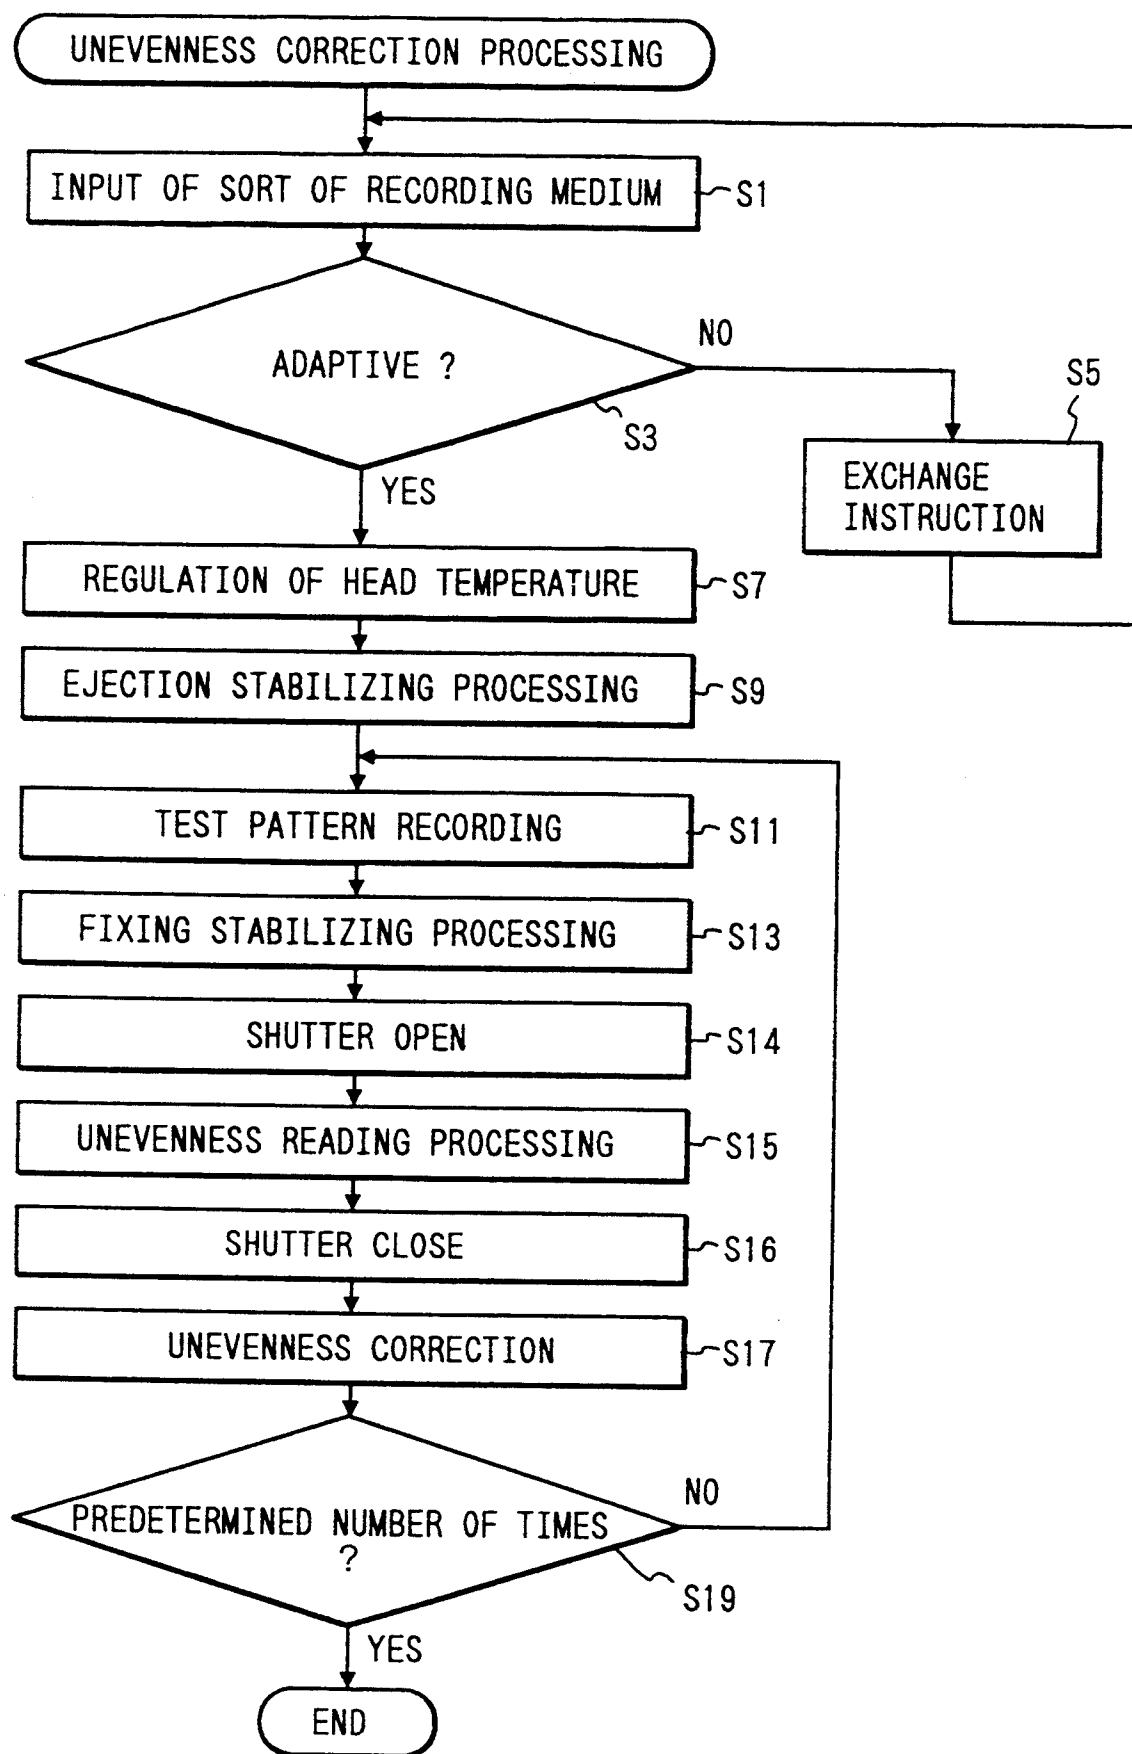 UNEVENNESS CORRECTION PROCESSING
INPUT OF SORT OF RECORDING MEDIUM
S1
ADAPTIVE ?
NO
S3
S5
EXCHANGE
INSTRUCTION
YES
REGULATION OF HEAD TEMPERATURE
S7
EJECTION STABILIZING PROCESSING
S9
TEST PATTERN RECORDING
S11
FIXING STABILIZING PROCESSING
S13
SHUTTER OPEN
S14
UNEVENNESS READING PROCESSING
S15
SHUTTER CLOSE
S16
UNEVENNESS CORRECTION
S17
PREDETERMINED NUMBER OF TIMES
?
NO
S19
YES
END